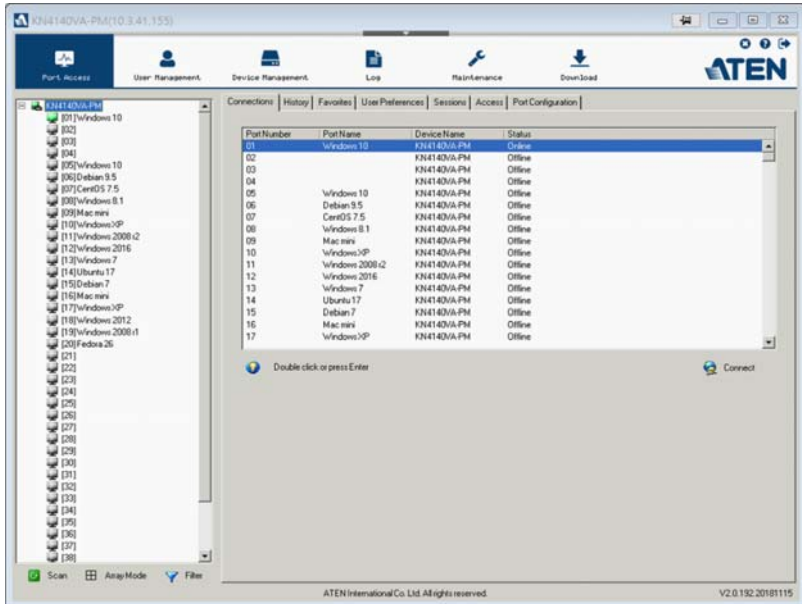 KN4140VA-PM(10.3.41.155)
Port Access
User Management
Device Management
Log
Maintenance
Download
ATEN
KN4140VA-PM
[01]Windows 10
[02]
[03]
[04]
[05]Windows 10
[06]Debian 9.5
[07]CentOS 7.5
[08]Windows 8.1
[09]Mac mini
[10]WindowsXP
[11]Windows 2008 r2
[12]Windows 2016
[13]Windows 7
[14]Ubuntu 17
[15]Debian 7
[16]Mac mini
[17]WindowsXP
[18]Windows 2012
[19]Windows 2008 r1
[20]Fedora 26
[21]
[22]
[23]
[24]
[25]
[26]
[27]
[28]
[29]
[30]
[31]
[32]
[33]
[34]
[35]
[36]
[37]
[38]
Scan Array Mode Filter
Connections History Favorites User Preferences Sessions Access Port Configuration
Port Number Port Name Device Name Status
01 Windows 10 KN4140VA-PM Online
02 KN4140VA-PM Offline
03 KN4140VA-PM Offline
04 KN4140VA-PM Offline
05 Windows 10 KN4140VA-PM Offline
06 Debian 9.5 KN4140VA-PM Offline
07 CentOS 7.5 KN4140VA-PM Offline
08 Windows 8.1 KN4140VA-PM Offline
09 Mac mini KN4140VA-PM Offline
10 WindowsXP KN4140VA-PM Offline
11 Windows 2008 r2 KN4140VA-PM Offline
12 Windows 2016 KN4140VA-PM Offline
13 Windows 7 KN4140VA-PM Offline
14 Ubuntu 17 KN4140VA-PM Offline
15 Debian 7 KN4140VA-PM Offline
16 Mac mini KN4140VA-PM Offline
17 WindowsXP KN4140VA-PM Offline
Double click or press Enter
Connect
ATEN International Co. Ltd. All rights reserved.
V2.0.192.20181115